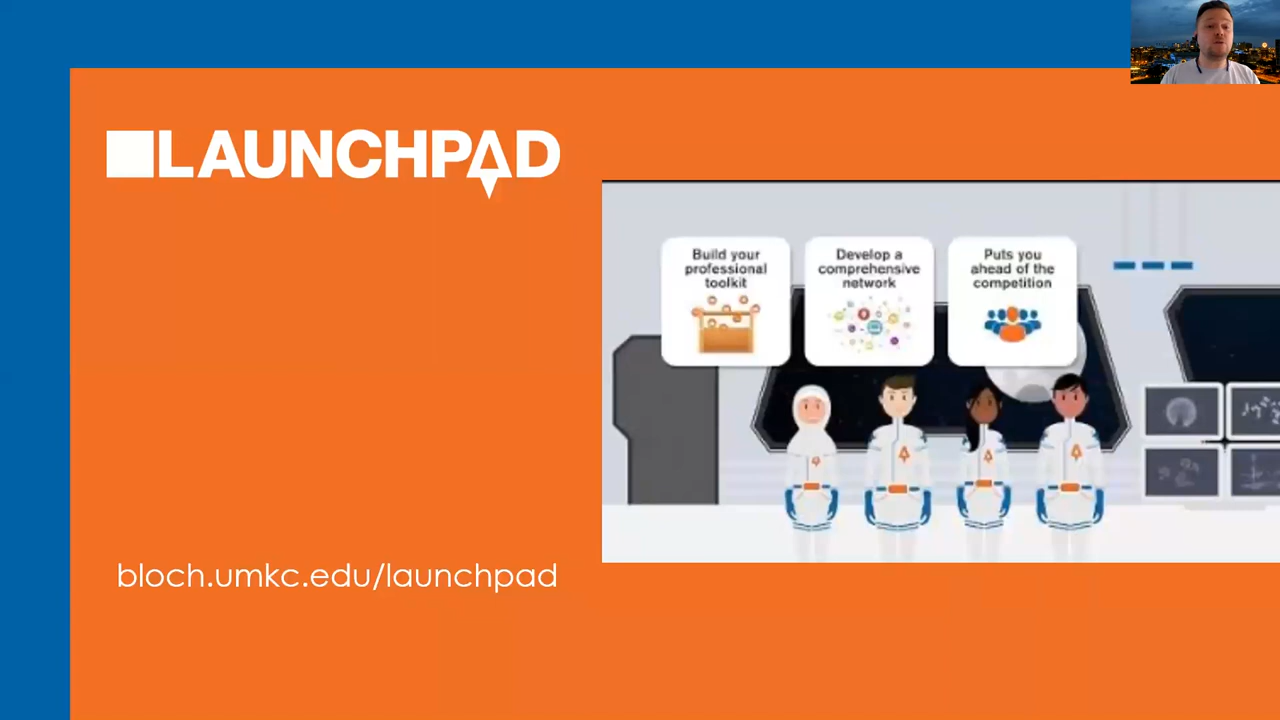 LAUNCHPAD
Build your
professional
toolkit
Develop a
comprehensive
network
Puts you
ahead of the
competition
bloch.umkc.edu/launchpad